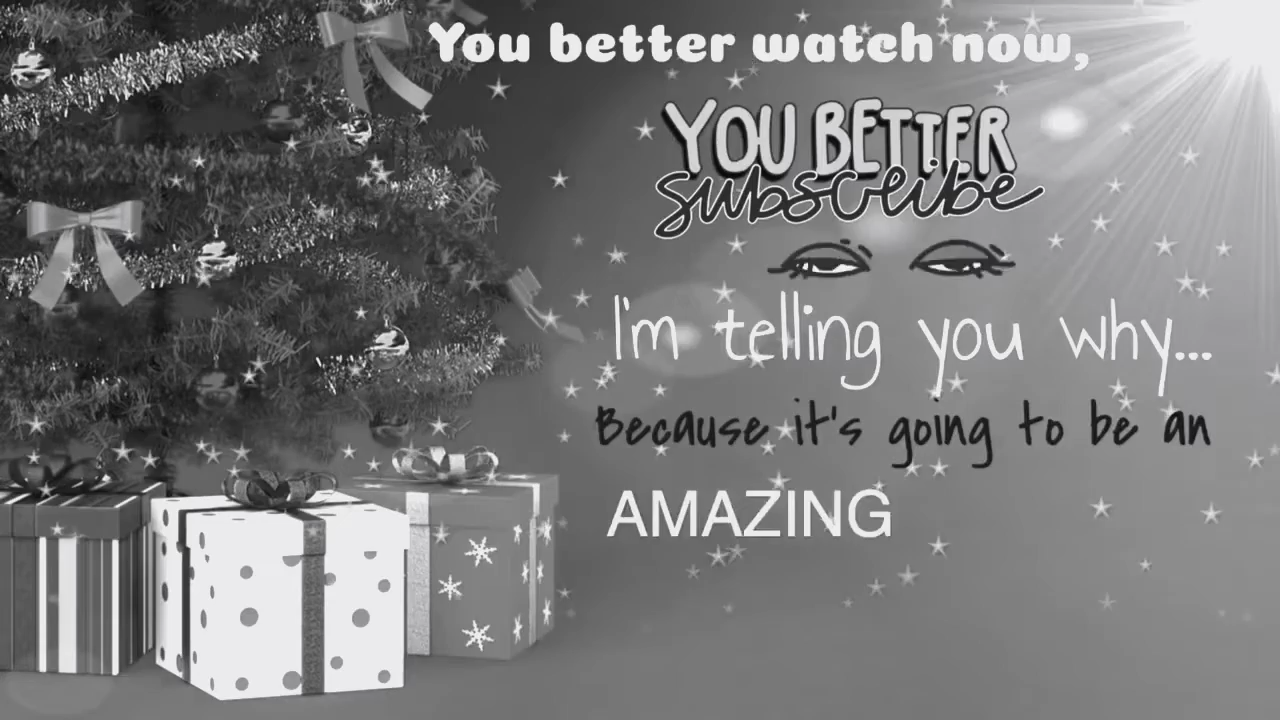 You better watch now,
YOU BETTER
subscribe
I'm telling you why...
Because it's going to be an
AMAZING